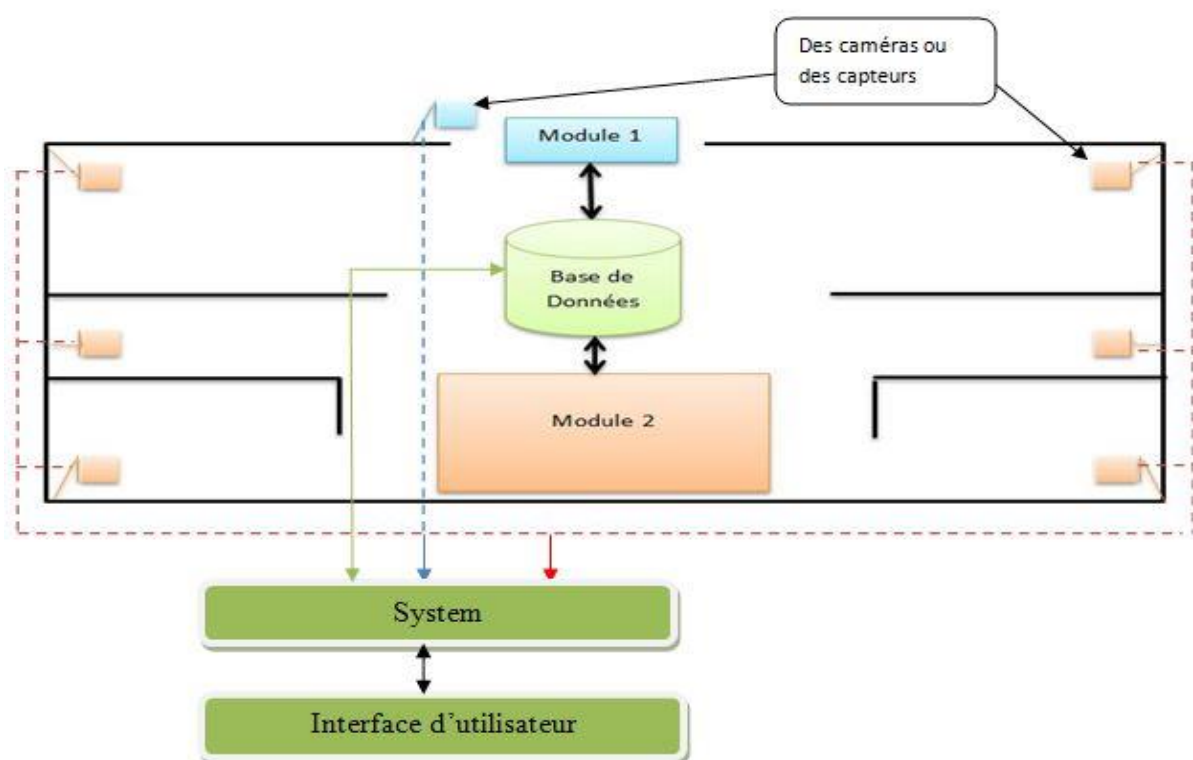 Des caméras ou
des capteurs
Module 1
Base de
Données
Module 2
System
Interface d’utilisateur